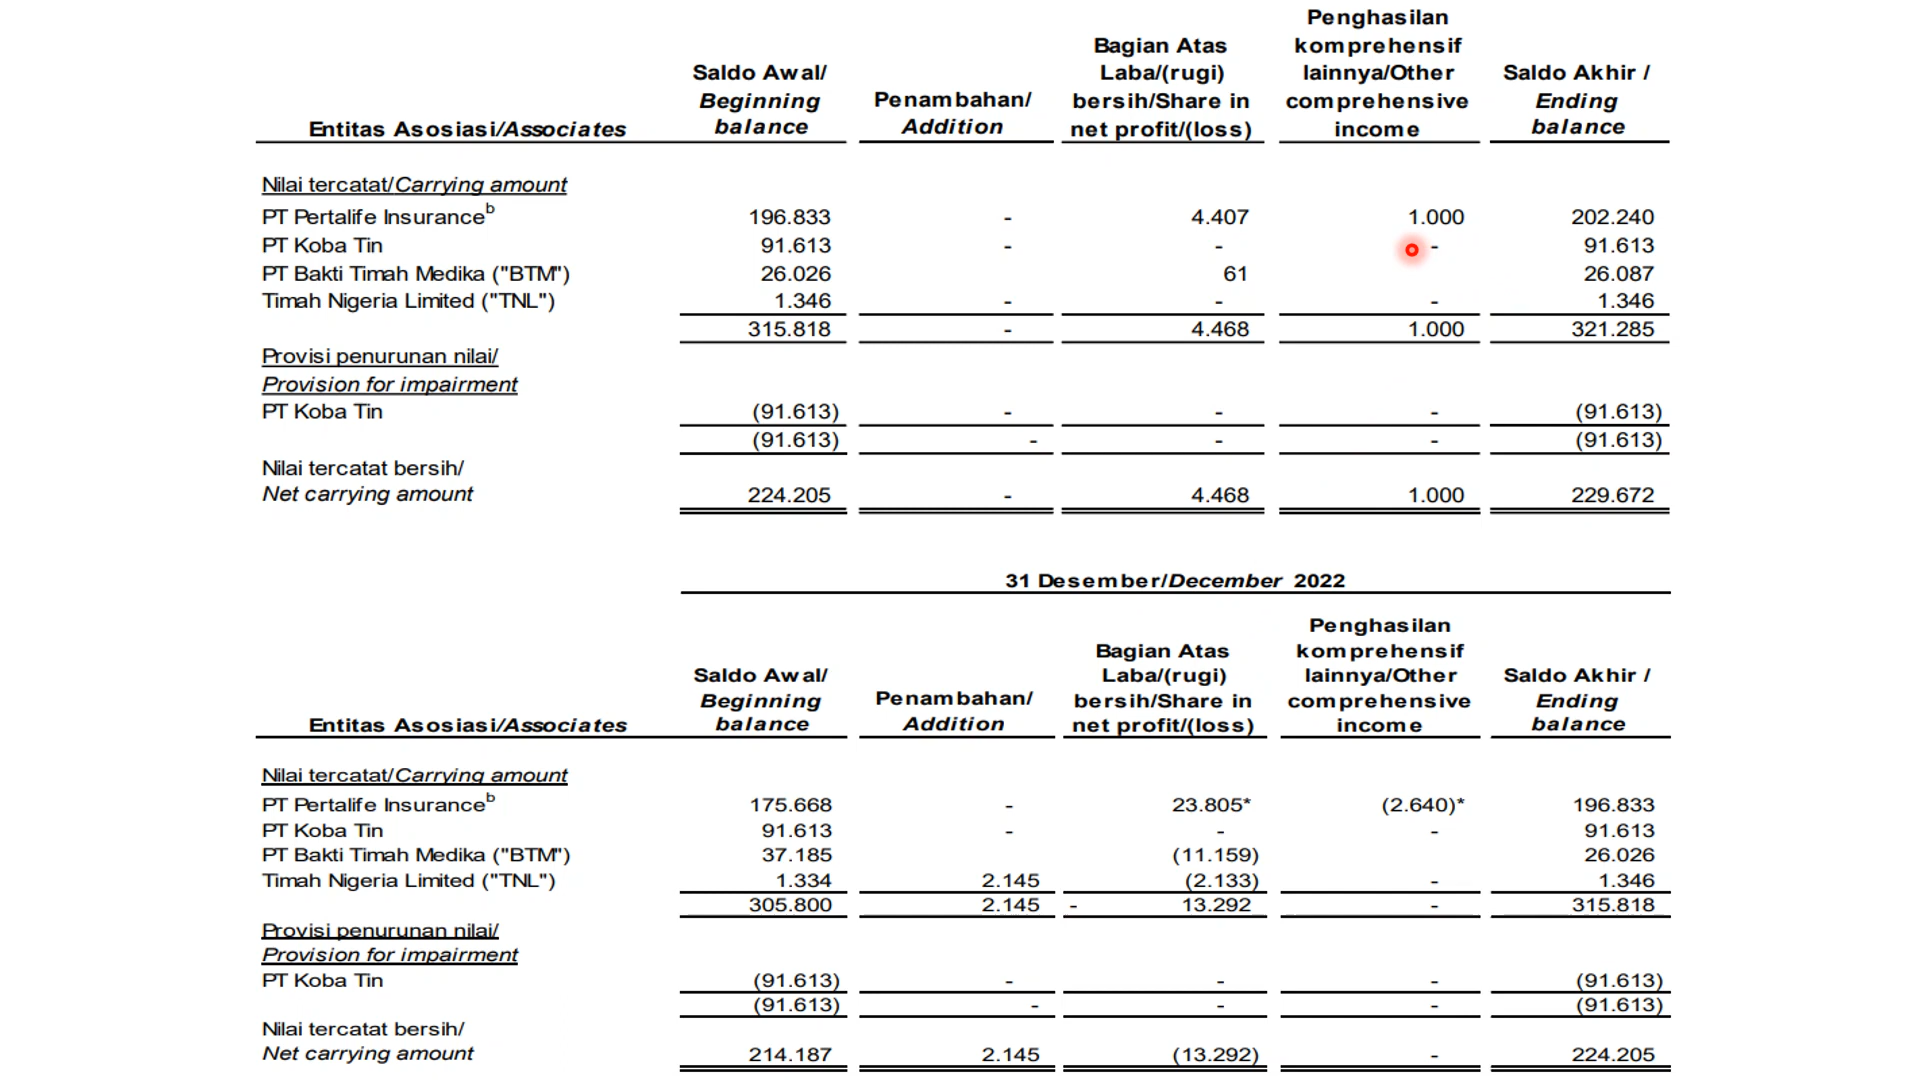 Entitas Asosiasi/Associates Saldo Awal/ Beginning balance Penambahan/ Addition Bagian Atas Laba/(rugi) bersih/Share in net profit/(loss) Penghasilan komprehensif lainnya/Other comprehensive income Saldo Akhir / Ending balance
Nilai tercatat/Carrying amount
PT Pertalife Insurance^b 196.833 - 4.407 1.000 202.240
PT Koba Tin 91.613 - - - 91.613
PT Bakti Timah Medika ("BTM") 26.026 61 26.087
Timah Nigeria Limited ("TNL") 1.346 - - - 1.346
315.818 - 4.468 1.000 321.285
Provisi penurunan nilai/
Provision for impairment
PT Koba Tin (91.613) - - - (91.613)
(91.613) - - - (91.613)
Nilai tercatat bersih/
Net carrying amount 224.205 - 4.468 1.000 229.672
31 Desember/December 2022
Entitas Asosiasi/Associates Saldo Awal/ Beginning balance Penambahan/ Addition Bagian Atas Laba/(rugi) bersih/Share in net profit/(loss) Penghasilan komprehensif lainnya/Other comprehensive income Saldo Akhir / Ending balance
Nilai tercatat/Carrying amount
PT Pertalife Insurance^b 175.668 - 23.805* (2.640)* 196.833
PT Koba Tin 91.613 - - - 91.613
PT Bakti Timah Medika ("BTM") 37.185 (11.159) 26.026
Timah Nigeria Limited ("TNL") 1.334 2.145 (2.133) - 1.346
305.800 2.145 - 13.292 - 315.818
Provisi penurunan nilai/
Provision for impairment
PT Koba Tin (91.613) - - - (91.613)
(91.613) - - - (91.613)
Nilai tercatat bersih/
Net carrying amount 214.187 2.145 (13.292) - 224.205